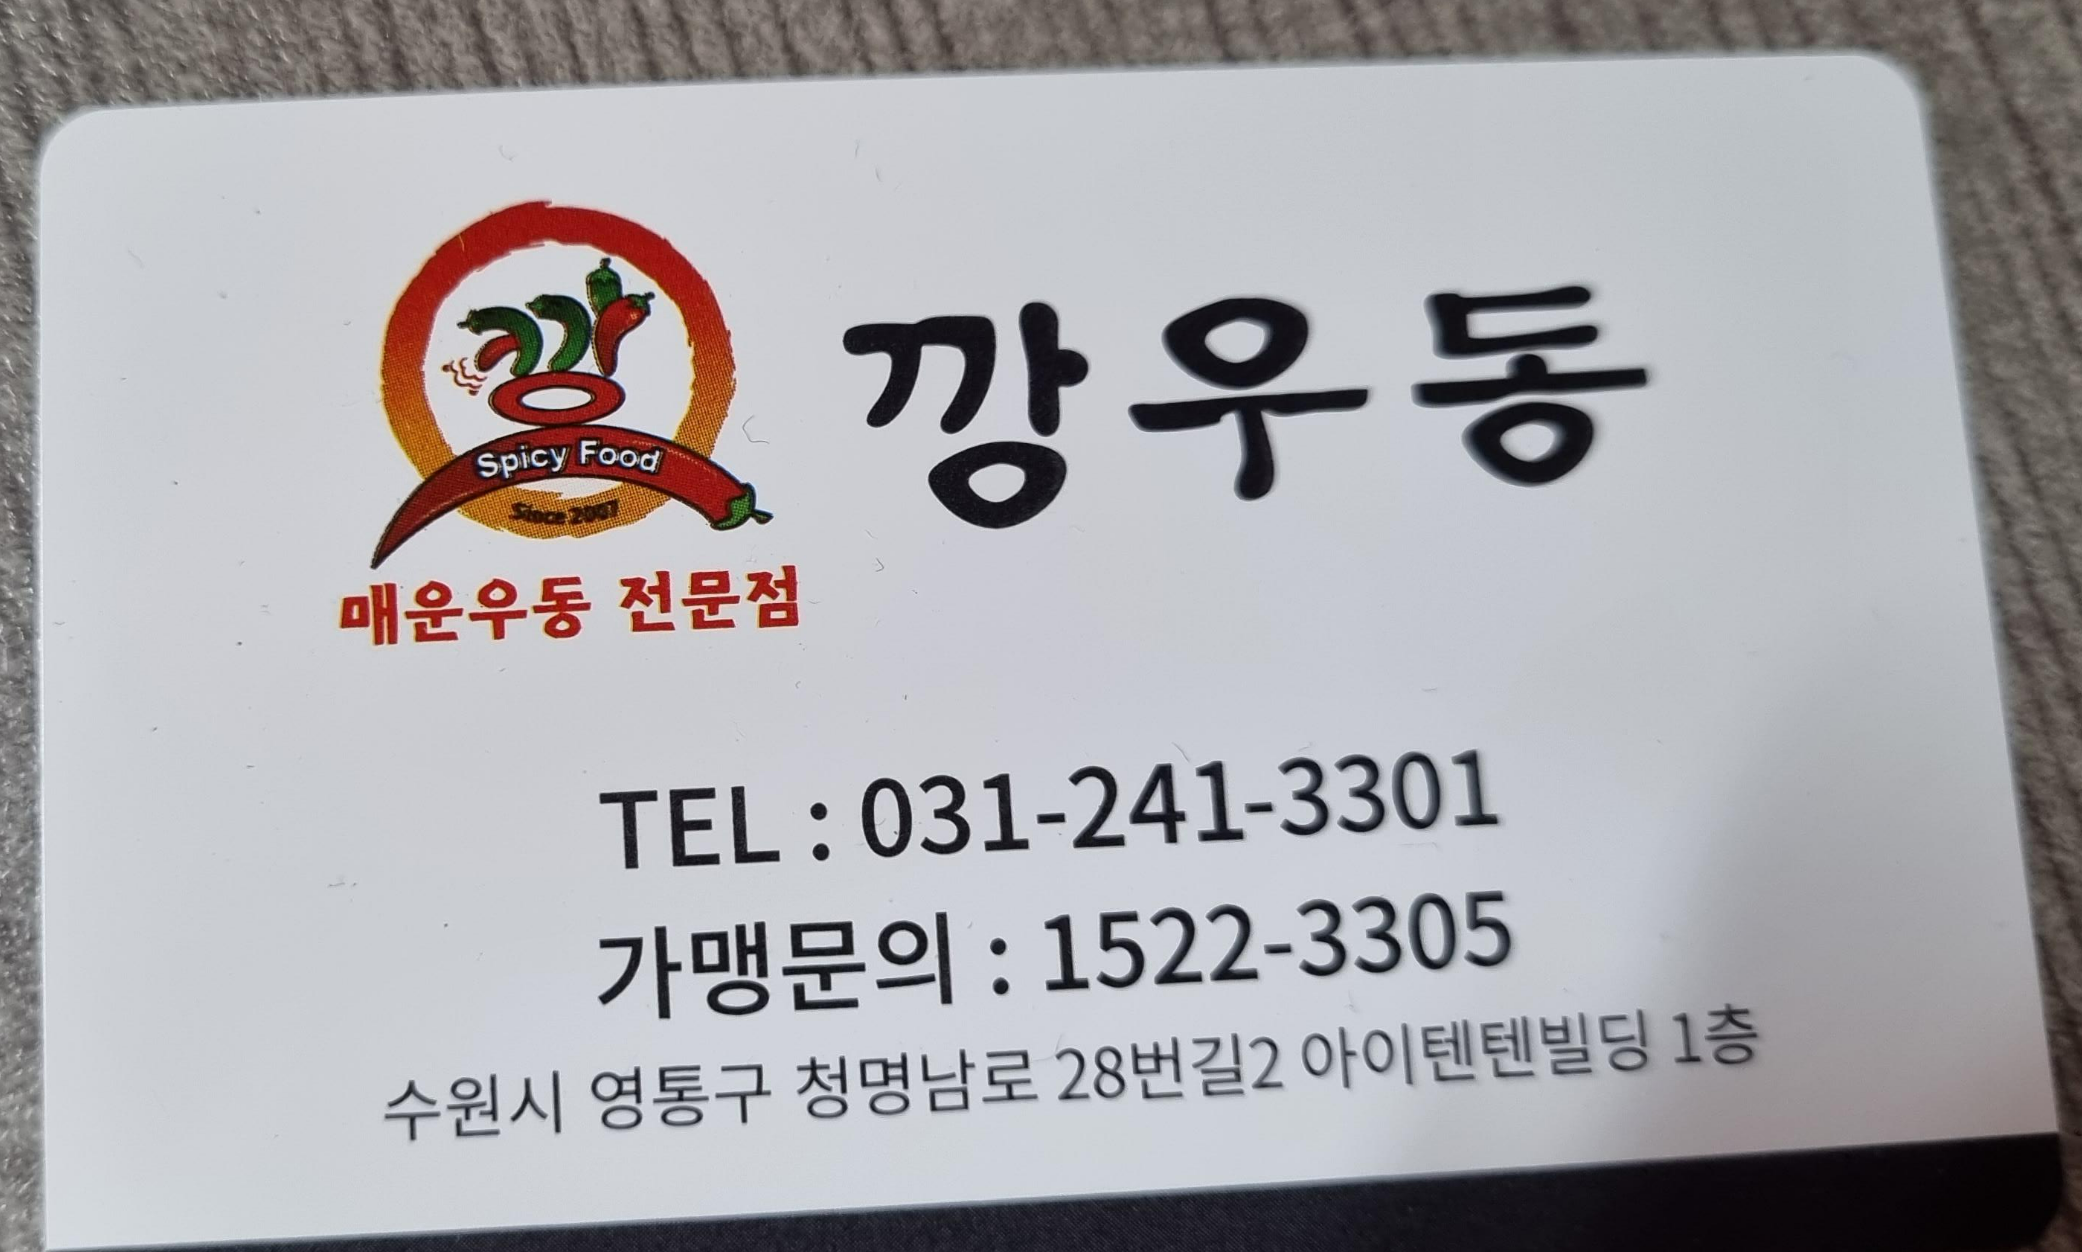 깡
Spicy Food
Since 2007
매운우동 전문점
깡우동
TEL : 031-241-3301
가맹문의 : 1522-3305
수원시 영통구 청명남로 28번길2 아이텐텐빌딩 1층